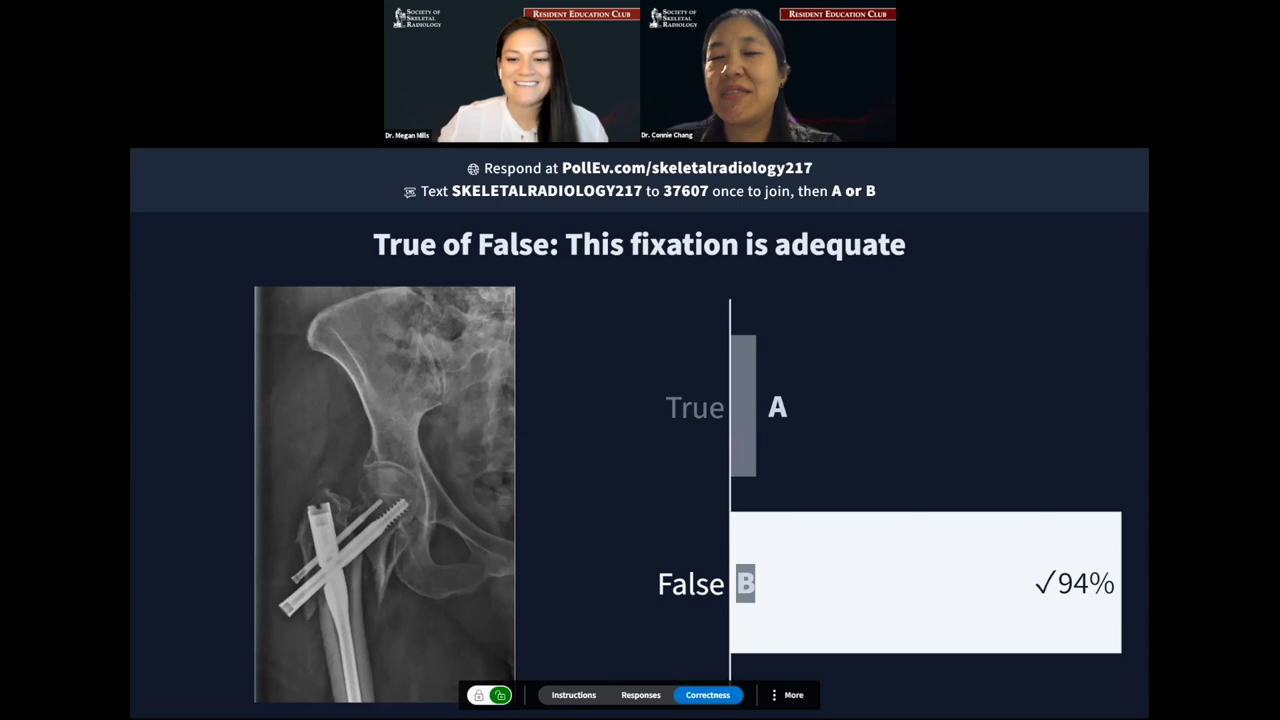 SOCIETY OF
SKELETAL
RADIOLOGY
RESIDENT EDUCATION CLUB
Dr. Megan Mills
SOCIETY OF
SKELETAL
RADIOLOGY
RESIDENT EDUCATION CLUB
Dr. Connie Chang
Respond at PollEv.com/skeletalradiology217
Text SKELETALRADIOLOGY217 to 37607 once to join, then A or B
True of False: This fixation is adequate
True A
False B ✓94%
Instructions Responses Correctness More